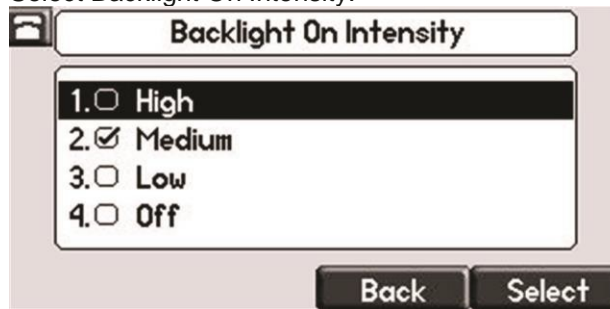 Select Backlight On Intensity.
Backlight On Intensity
1. High
2. Medium
3. Low
4. Off
Back Select